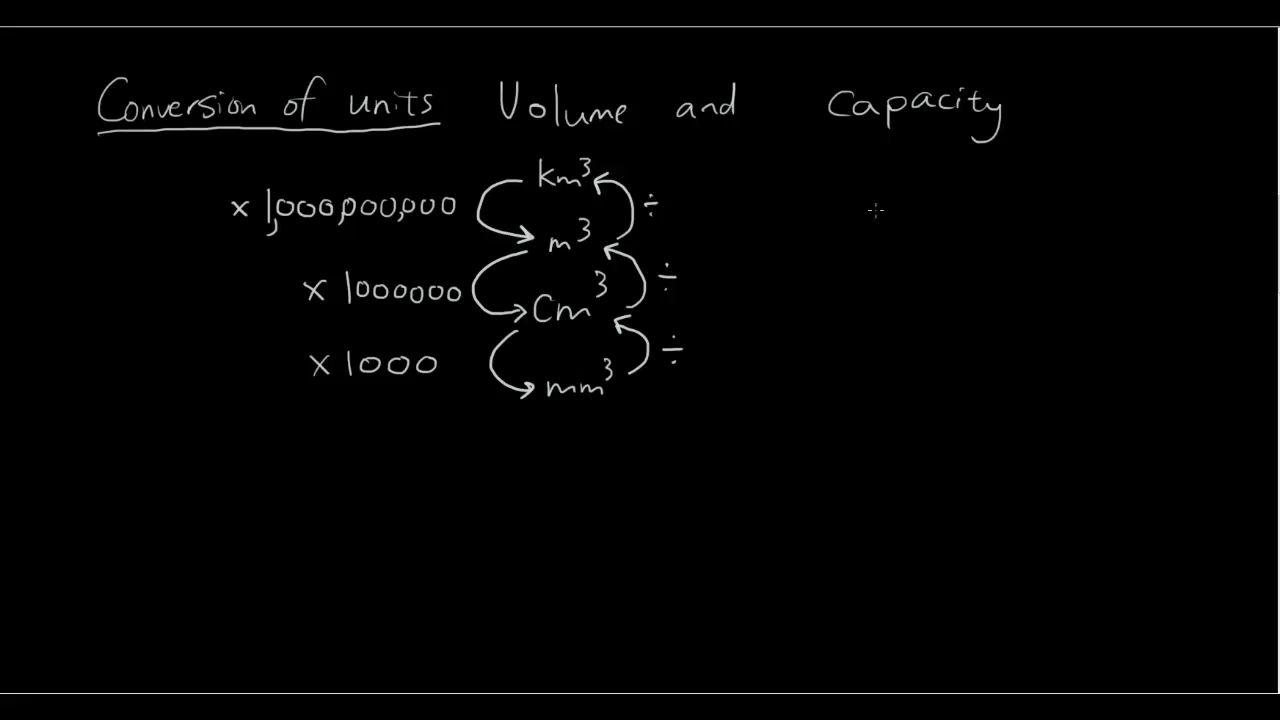 Conversion of units Volume and Capacity
km³
x 1,000,000,000 ÷
m³
x 1000000 ÷
Cm³
x 1000 ÷
mm³